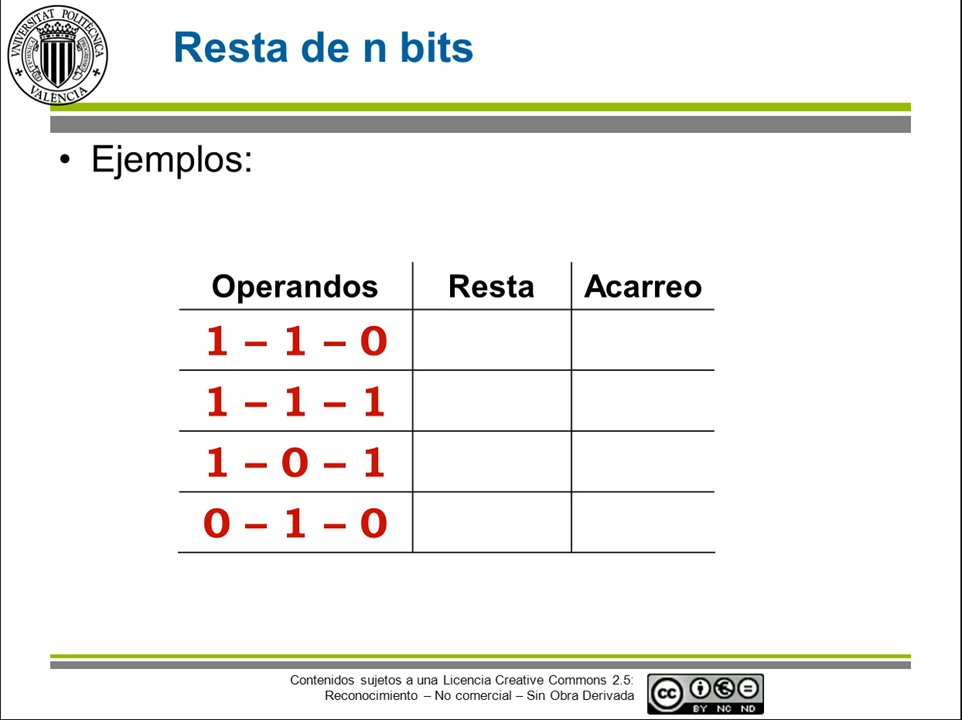 UNIVERSITAT POLITÈCNICA
VALENCIA
Resta de n bits
• Ejemplos:
Operandos Resta Acarreo
1 – 1 – 0
1 – 1 – 1
1 – 0 – 1
0 – 1 – 0
Contenidos sujetos a una Licencia Creative Commons 2.5:
Reconocimiento – No comercial – Sin Obra Derivada
cc
BY NC ND